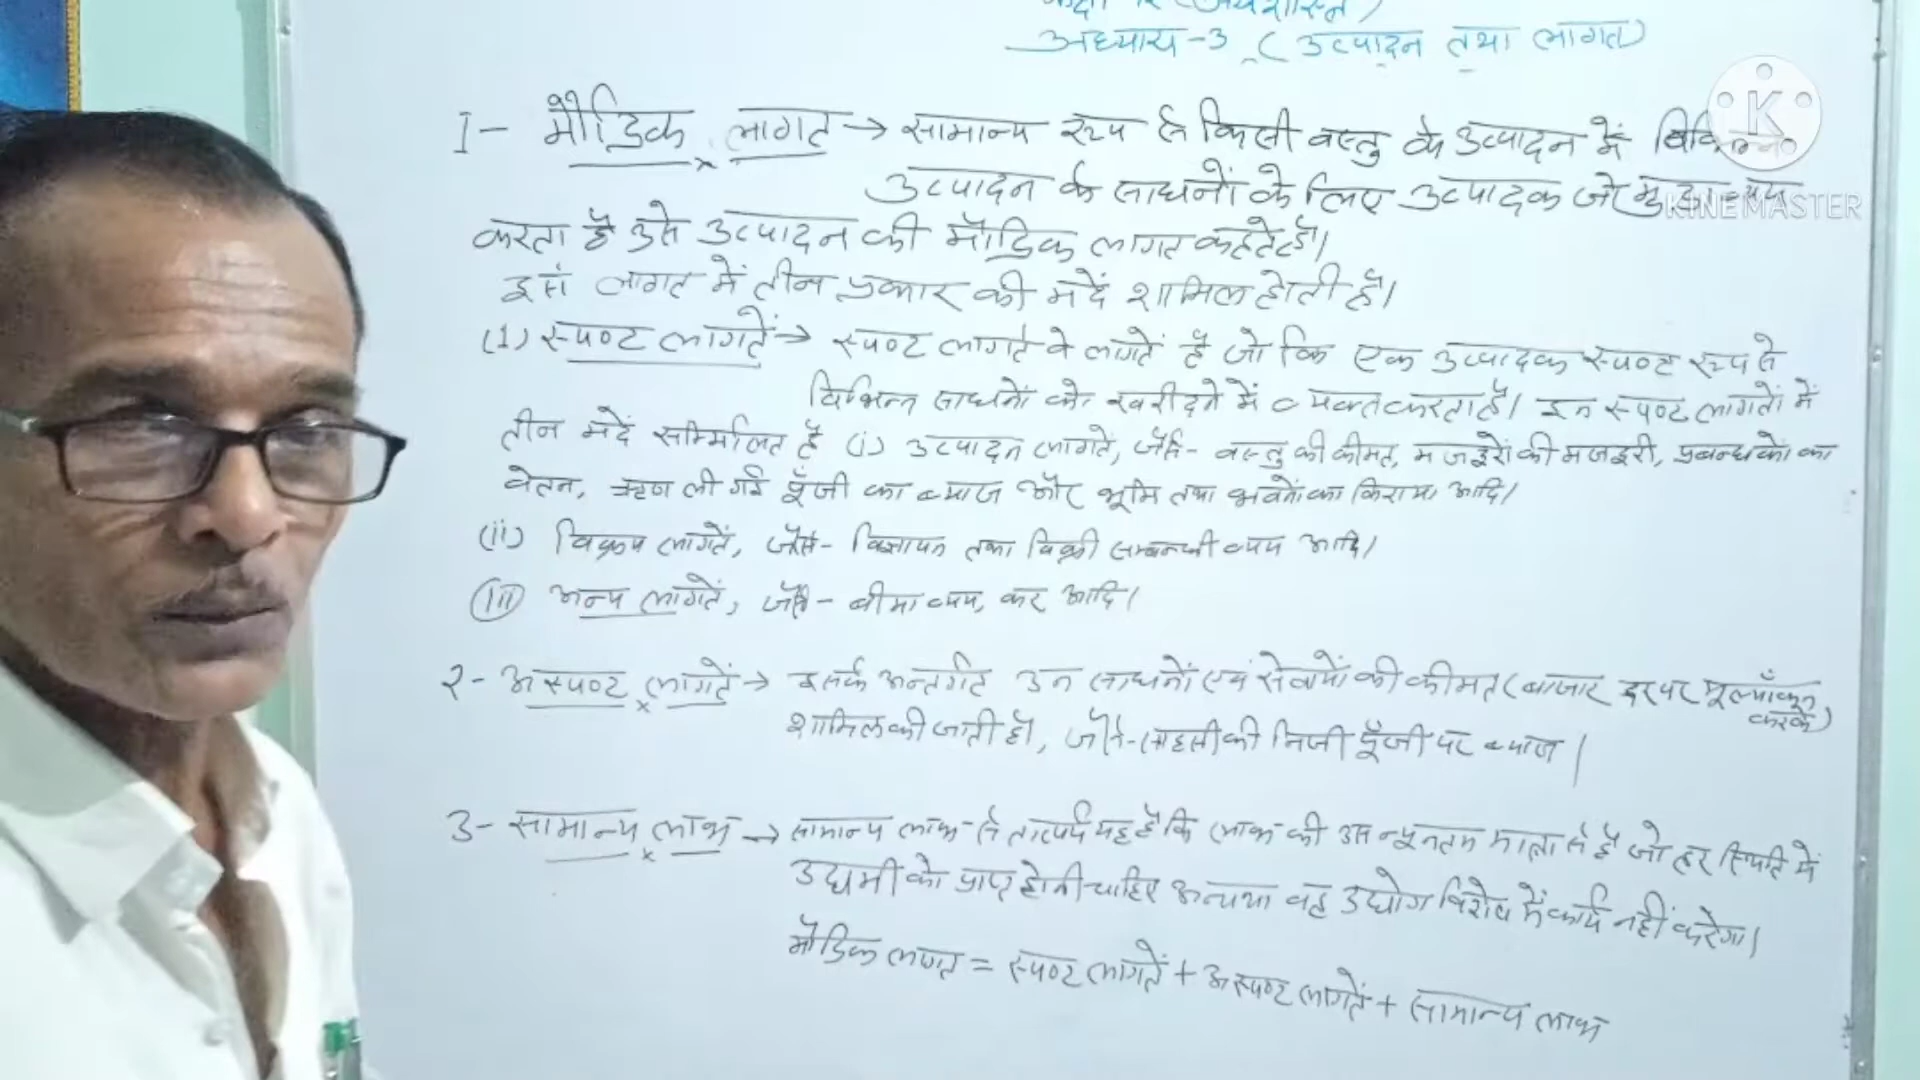 अध्याय-3 (उत्पादन तथा लागत)
K
KINEMASTER
I- मौद्रिक लागत → सामान्य रूप से किसी वस्तु के उत्पादन में विभिन्न
उत्पादन के साधनों के लिए उत्पादक जो मुद्रा व्यय
करता है उसे उत्पादन की मौद्रिक लागत कहते हैं।
इस लागत में तीन प्रकार की मदें शामिल होती हैं।
(1) स्पष्ट लागतें → स्पष्ट लागतें वे लागतें हैं जो कि एक उत्पादक स्पष्ट रूप से
विभिन्न साधनों को खरीदने में व्यक्त करता है। इन स्पष्ट लागतों में
तीन मदें सम्मिलित हैं (i) उत्पादन लागतें, जैसे- वस्तु की कीमत, मजदूरों की मजदूरी, प्रबन्धकों का
वेतन, ऋण ली गई पूँजी का ब्याज और भूमि तथा भवनों का किराया आदि।
(ii) विक्रय लागतें, जैसे- विज्ञापन तथा बिक्री सम्बन्धी व्यय आदि।
(iii) अन्य लागतें, जैसे- बीमा व्यय, कर आदि।
2- अस्पष्ट लागतें → इसके अन्तर्गत उन साधनों एवं सेवाओं की कीमत (बाजार दर पर मूल्याँकन
करके)
शामिल की जाती है, जैसे- साहसी की निजी पूँजी पर ब्याज।
3- सामान्य लाभ → सामान्य लाभ से तात्पर्य यह है कि लाभ की उस न्यूनतम मात्रा से है जो हर स्थिति में
उद्यमी को प्राप्त होनी चाहिए अन्यथा वह उद्योग विशेष में कार्य नहीं करेगा।
मौद्रिक लागत = स्पष्ट लागतें + अस्पष्ट लागतें + सामान्य लाभ